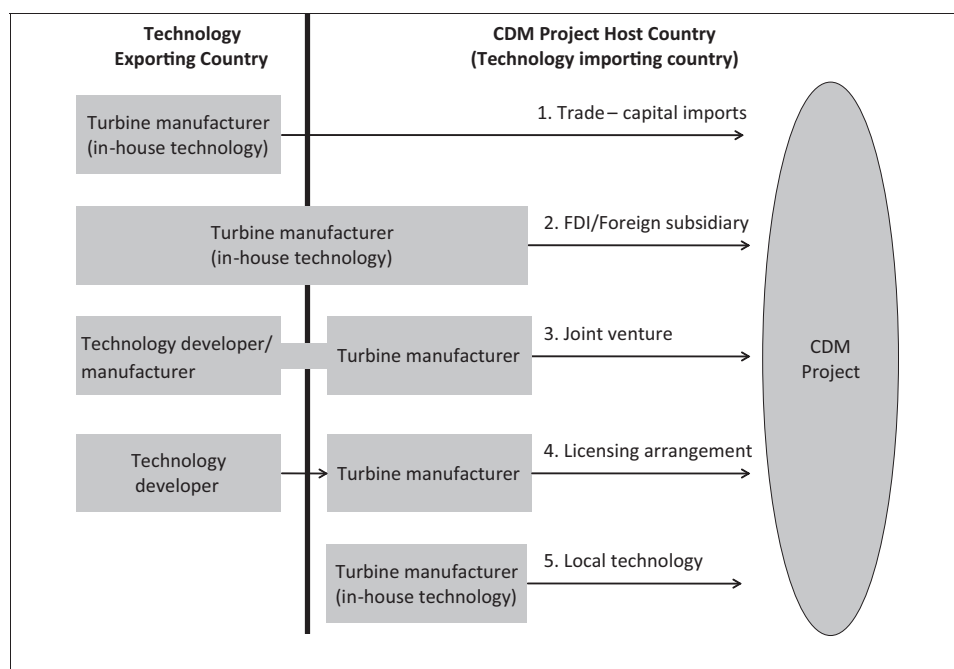 Technology
Exporting Country
CDM Project Host Country
(Technology importing country)
Turbine manufacturer
(in-house technology)
1. Trade – capital imports
Turbine manufacturer
(in-house technology)
2. FDI/Foreign subsidiary
Technology developer/
manufacturer
Turbine manufacturer
3. Joint venture
CDM
Project
Technology
developer
Turbine manufacturer
4. Licensing arrangement
Turbine manufacturer
(in-house technology)
5. Local technology